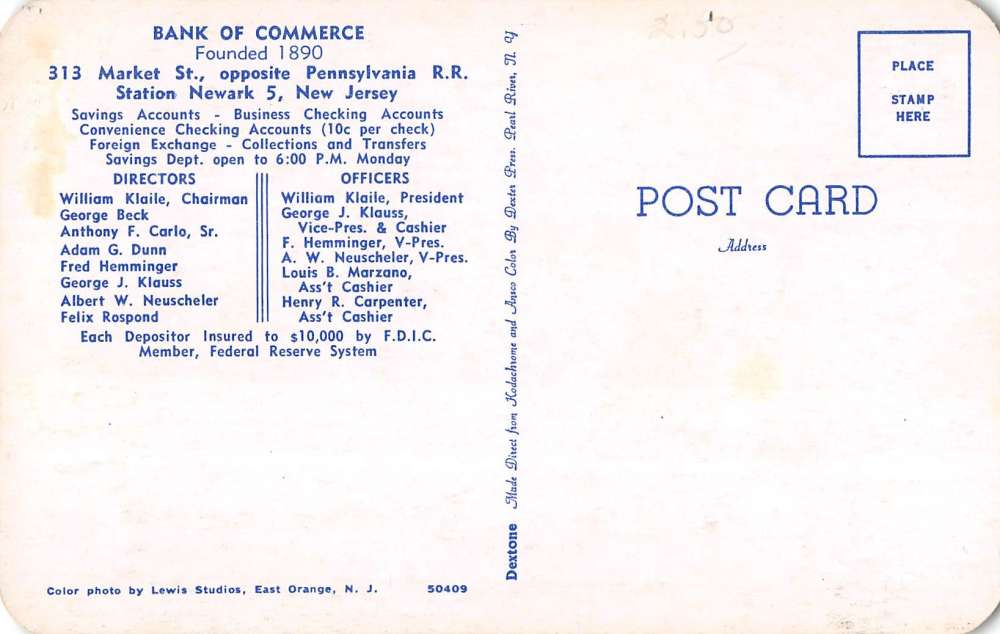 BANK OF COMMERCE
Founded 1890
313 Market St., opposite Pennsylvania R.R.
Station Newark 5, New Jersey
Savings Accounts - Business Checking Accounts
Convenience Checking Accounts (10c per check)
Foreign Exchange - Collections and Transfers
Savings Dept. open to 6:00 P.M. Monday
DIRECTORS
William Klaile, Chairman
George Beck
Anthony F. Carlo, Sr.
Adam G. Dunn
Fred Hemminger
George J. Klauss
Albert W. Neuscheler
Felix Rospond
OFFICERS
William Klaile, President
George J. Klauss,
Vice-Pres. & Cashier
F. Hemminger, V-Pres.
A. W. Neuscheler, V-Pres.
Louis B. Marzano,
Ass't Cashier
Henry R. Carpenter,
Ass't Cashier
Each Depositor Insured to $10,000 by F.D.I.C.
Member, Federal Reserve System
Color photo by Lewis Studios, East Orange, N. J. 50409
Dextone Made Direct from Kodachrome and Ansco Color By Dexter Press. Pearl River, N. Y
2.50
PLACE
STAMP
HERE
POST CARD
Address